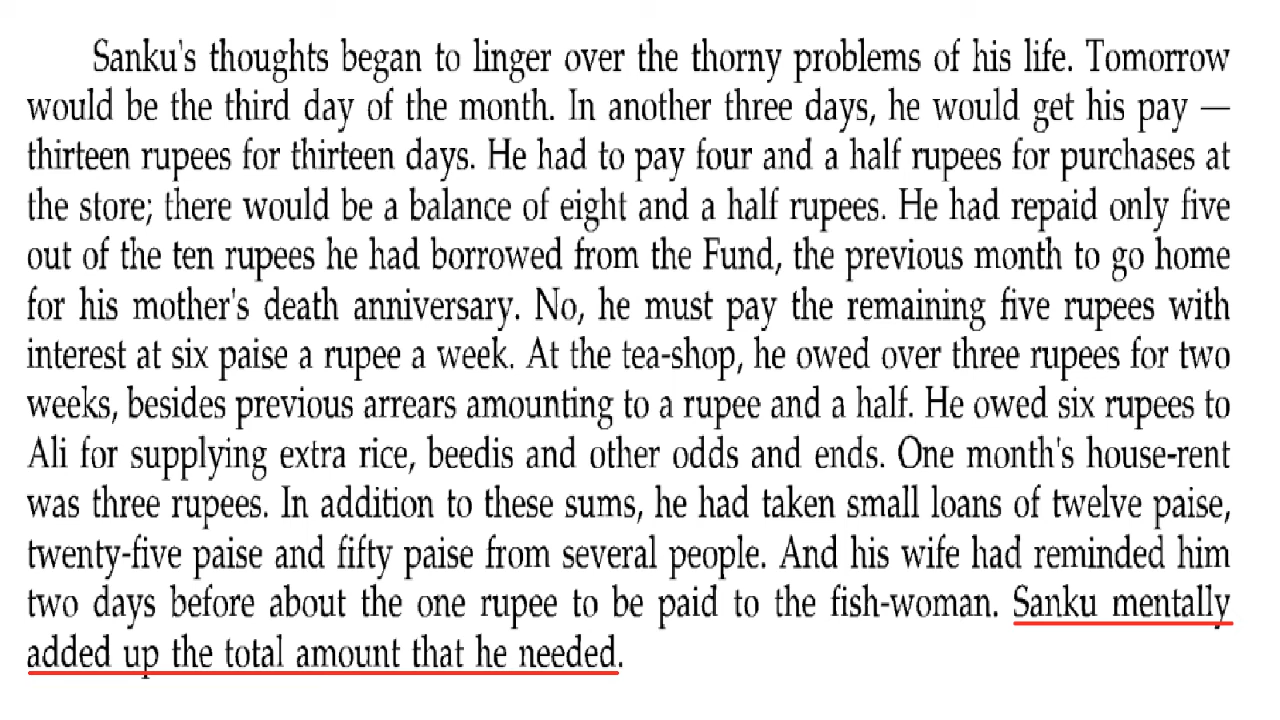 Sanku's thoughts began to linger over the thorny problems of his life. Tomorrow
would be the third day of the month. In another three days, he would get his pay —
thirteen rupees for thirteen days. He had to pay four and a half rupees for purchases at
the store; there would be a balance of eight and a half rupees. He had repaid only five
out of the ten rupees he had borrowed from the Fund, the previous month to go home
for his mother's death anniversary. No, he must pay the remaining five rupees with
interest at six paise a rupee a week. At the tea-shop, he owed over three rupees for two
weeks, besides previous arrears amounting to a rupee and a half. He owed six rupees to
Ali for supplying extra rice, beedis and other odds and ends. One month's house-rent
was three rupees. In addition to these sums, he had taken small loans of twelve paise,
twenty-five paise and fifty paise from several people. And his wife had reminded him
two days before about the one rupee to be paid to the fish-woman. Sanku mentally
added up the total amount that he needed.